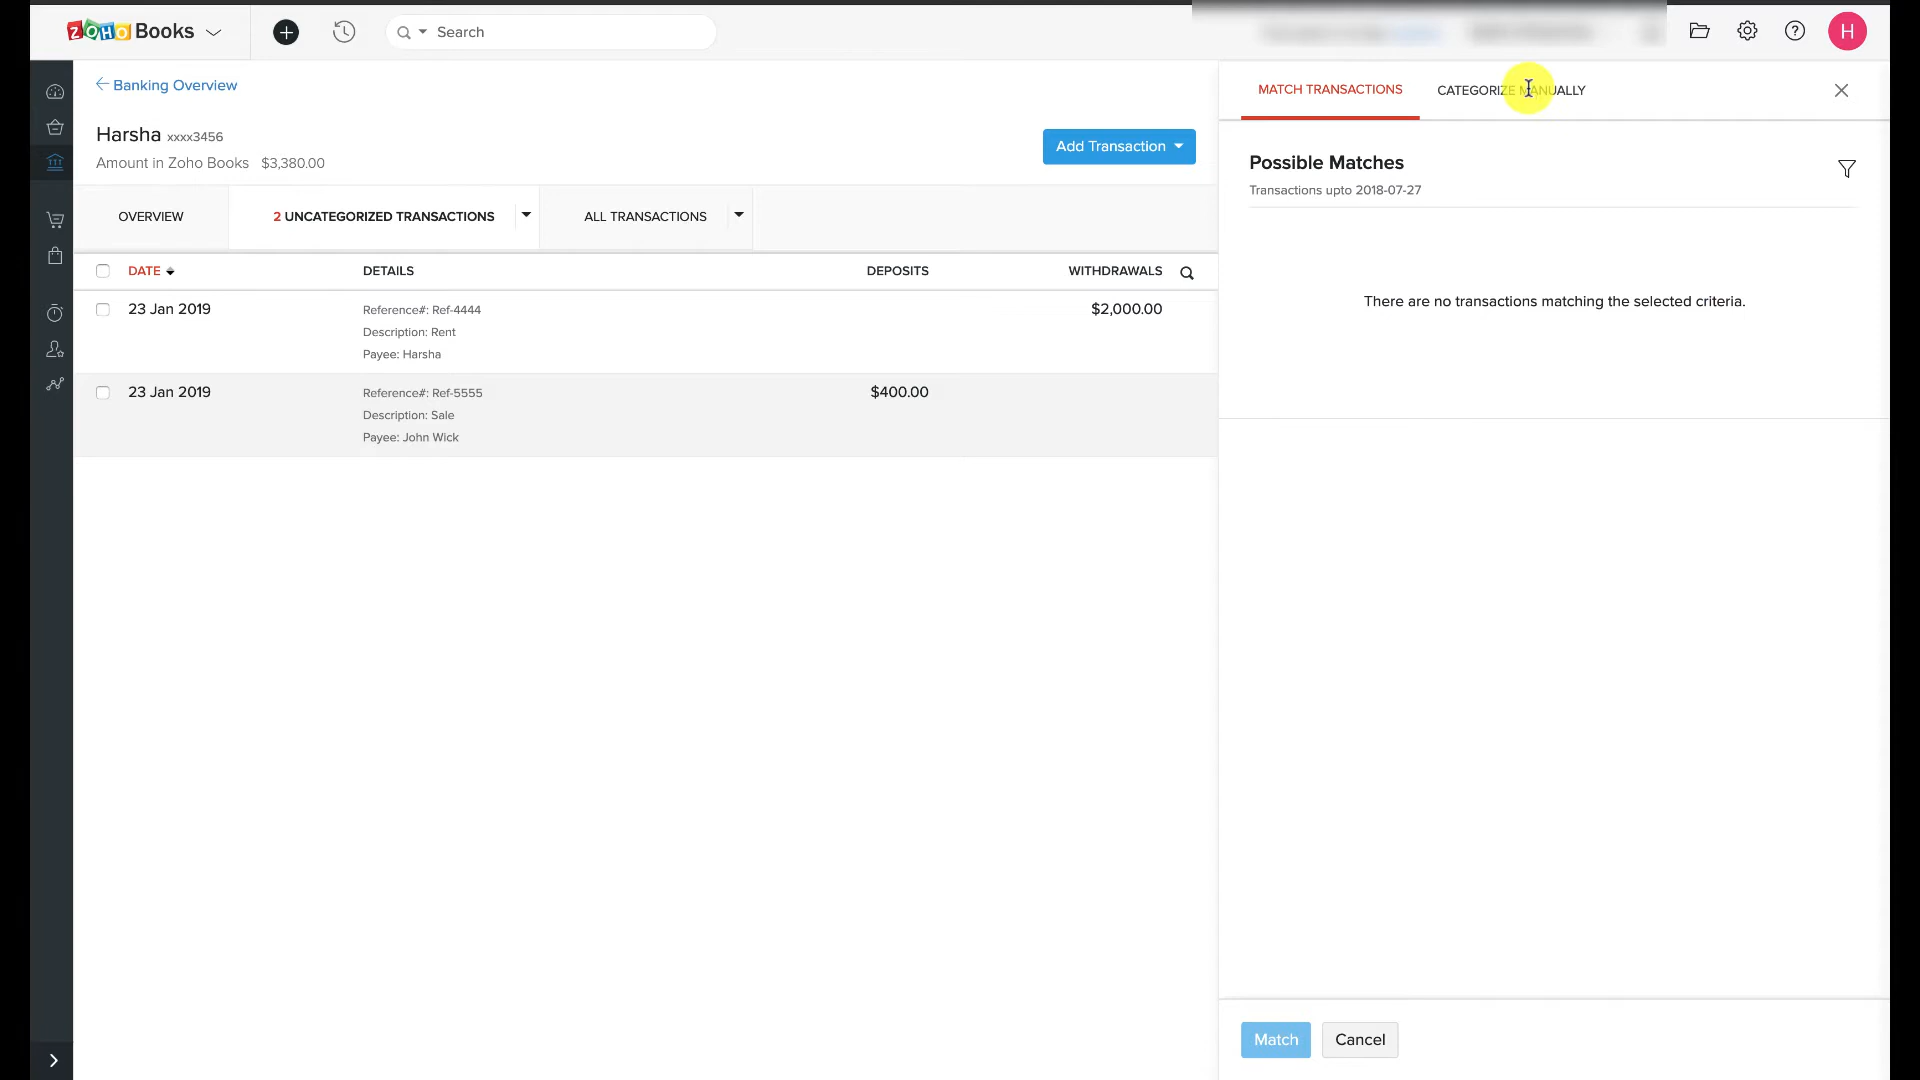 ZOHO Books
Search
Banking Overview
Harsha xxxx3456
Amount in Zoho Books $3,380.00
Add Transaction
OVERVIEW
2 UNCATEGORIZED TRANSACTIONS
ALL TRANSACTIONS
DATE DETAILS DEPOSITS WITHDRAWALS
23 Jan 2019 Reference#: Ref-4444 $2,000.00
Description: Rent
Payee: Harsha
23 Jan 2019 Reference#: Ref-5555 $400.00
Description: Sale
Payee: John Wick
H
MATCH TRANSACTIONS CATEGORIZE MANUALLY
Possible Matches
Transactions upto 2018-07-27
There are no transactions matching the selected criteria.
Match Cancel